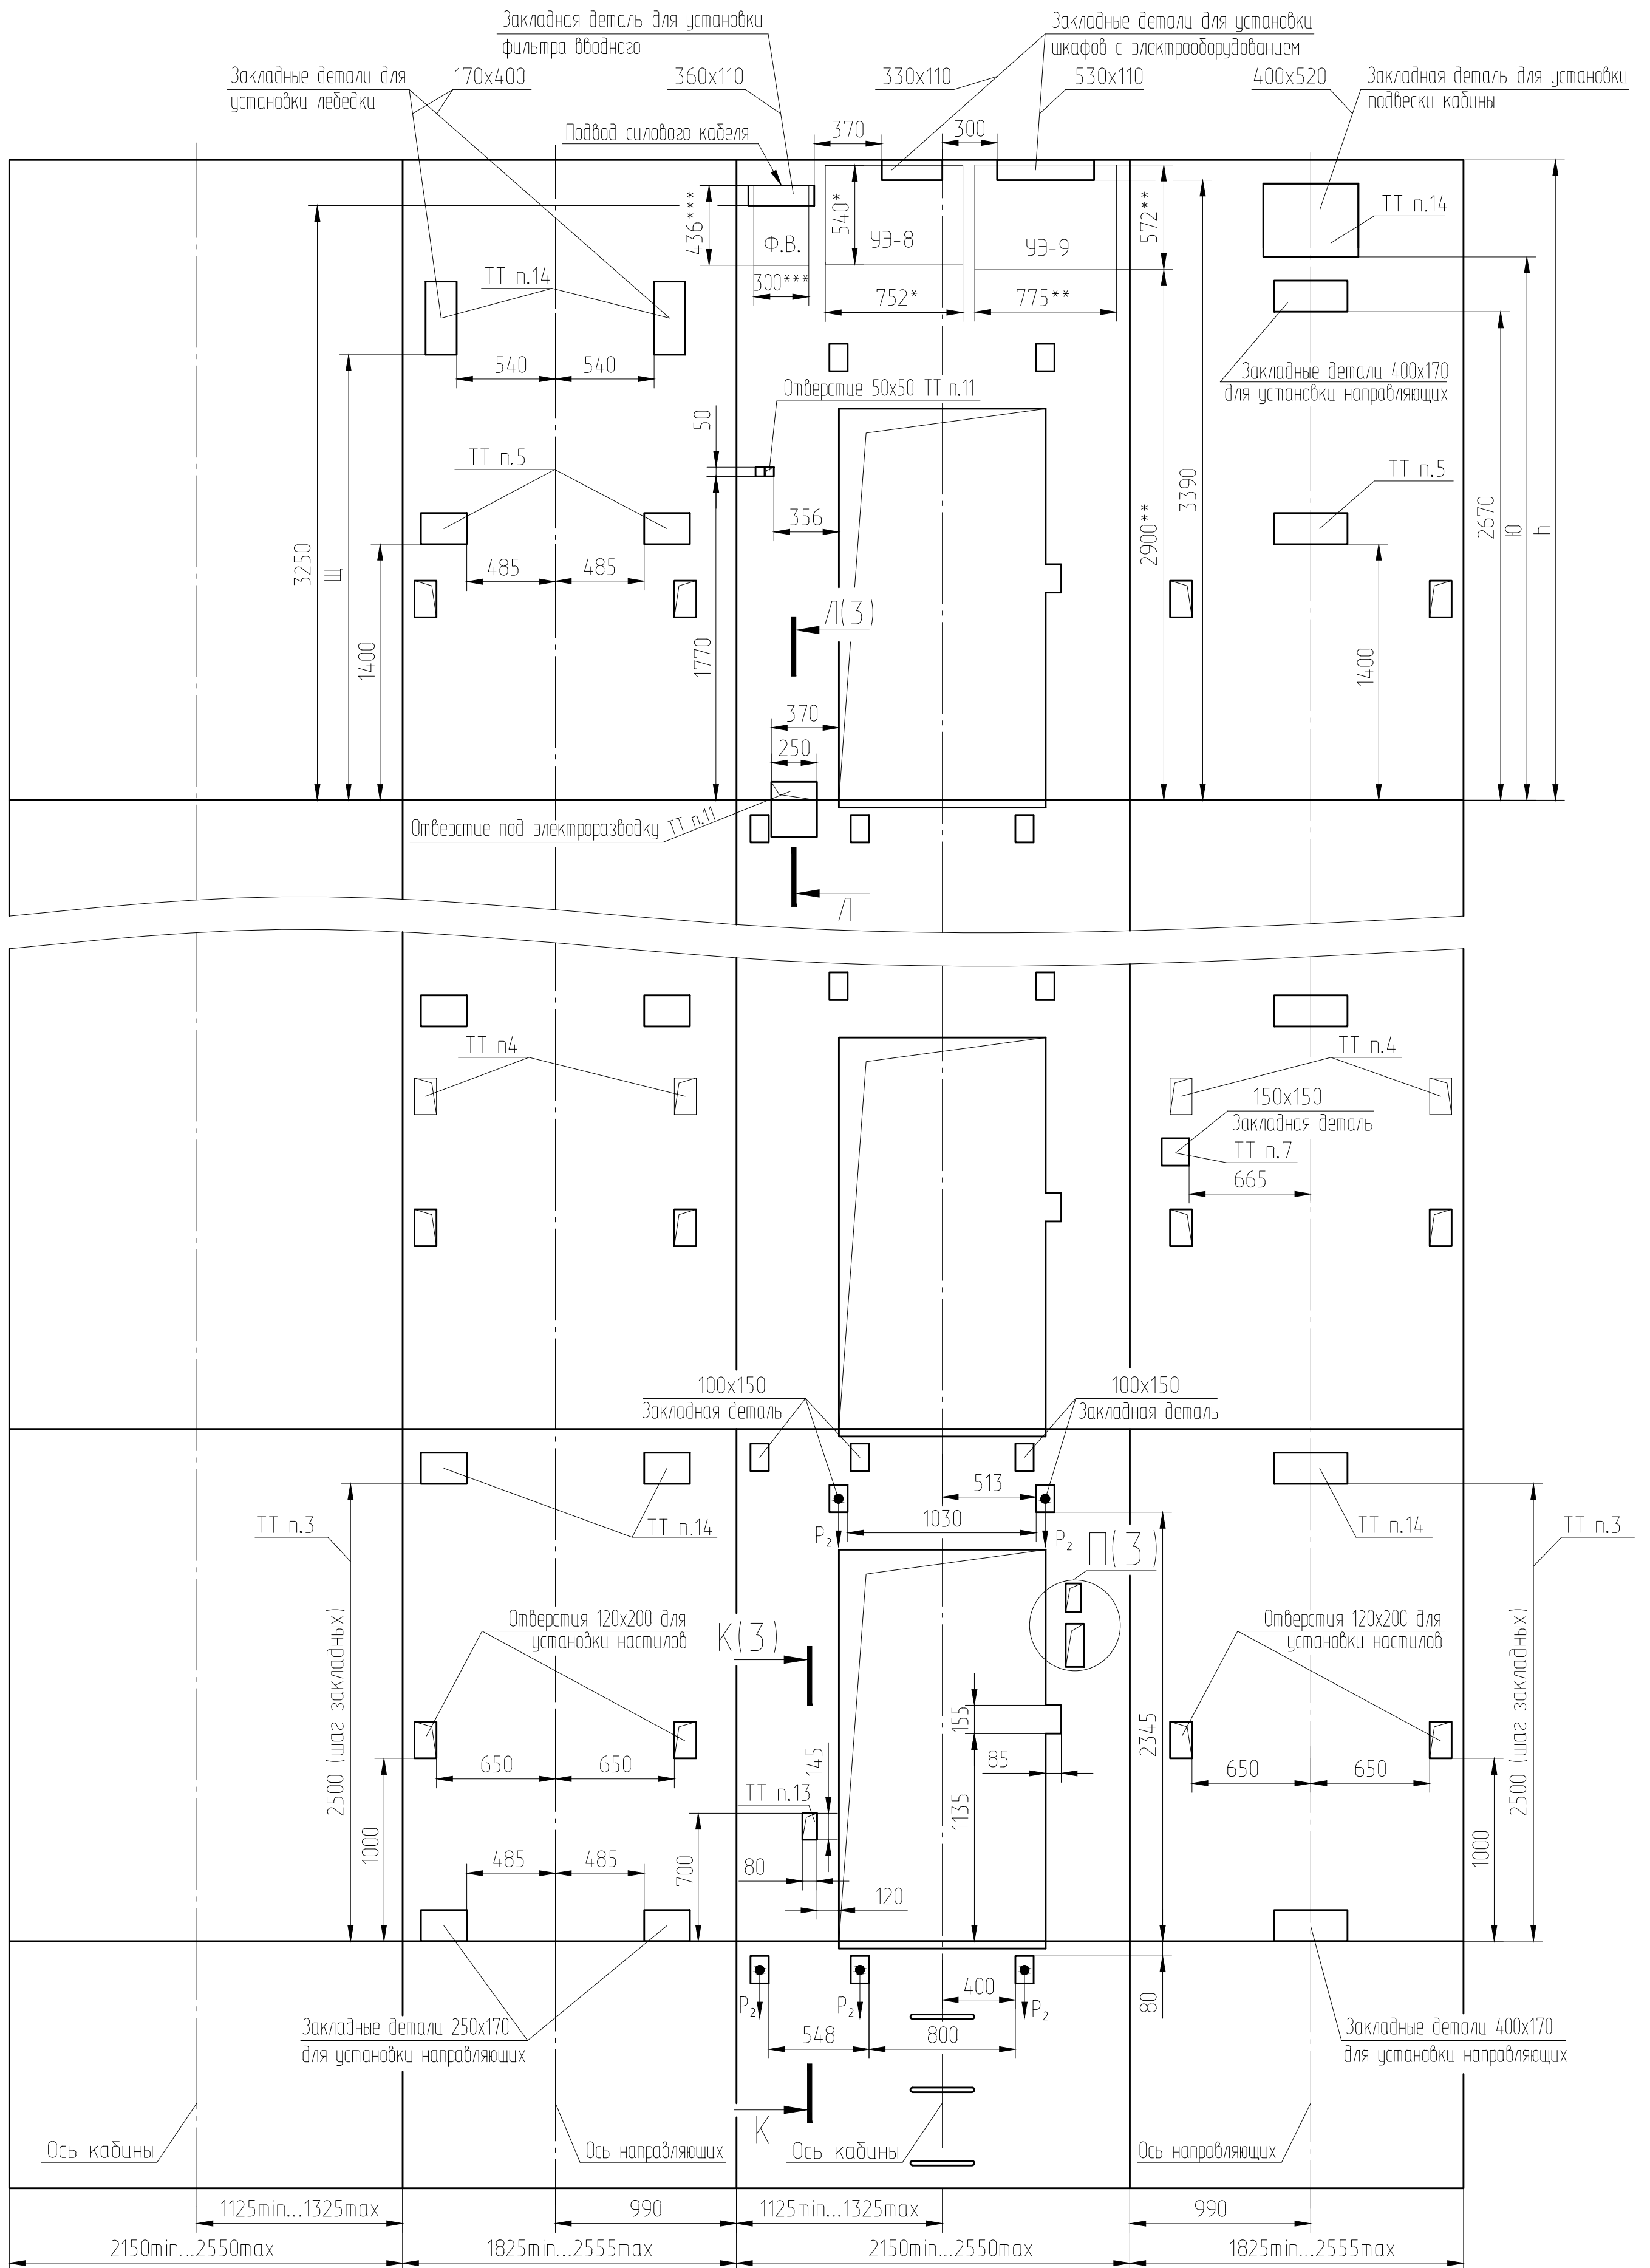 Закладная деталь для установки
фильтра вводного
Закладные детали для установки
шкафов с электрооборудованием
Закладные детали для
установки лебедки
170х400
360х110
330х110
530х110
400х520
Закладная деталь для установки
подвески кабины
Подвод силового кабеля
370
300
436***
540*
572**
Ф.В.
УЭ-8
УЭ-9
ТТ п.14
ТТ п.14
300***
752*
775**
540
540
Закладные детали 400х170
для установки направляющих
Отверстие 50х50 ТТ п.11
50
ТТ п.5
ТТ п.5
356
3250
Щ
1400
485
485
1770
2900**
3390
1400
2670
Ю
h
Л(3)
370
250
Отверстие под электроразводку ТТ п.11
Л
ТТ п4
ТТ п.4
150х150
Закладная деталь
ТТ п.7
665
100х150
Закладная деталь
100х150
Закладная деталь
513
1030
ТТ п.3
ТТ п.14
P2
P2
П(3)
ТТ п.14
ТТ п.3
Отверстия 120х200 для
установки настилов
К(3)
Отверстия 120х200 для
установки настилов
2500 (шаг закладных)
1000
650
650
155
145
85
2345
650
650
2500 (шаг закладных)
1000
ТТ п.13
1135
485
485
700
80
120
P2
P2
P2
400
80
548
800
Закладные детали 250х170
для установки направляющих
Закладные детали 400х170
для установки направляющих
К
Ось кабины
Ось направляющих
Ось кабины
Ось направляющих
1125min...1325max
990
1125min...1325max
990
2150min...2550max
1825min...2555max
2150min...2550max
1825min...2555max